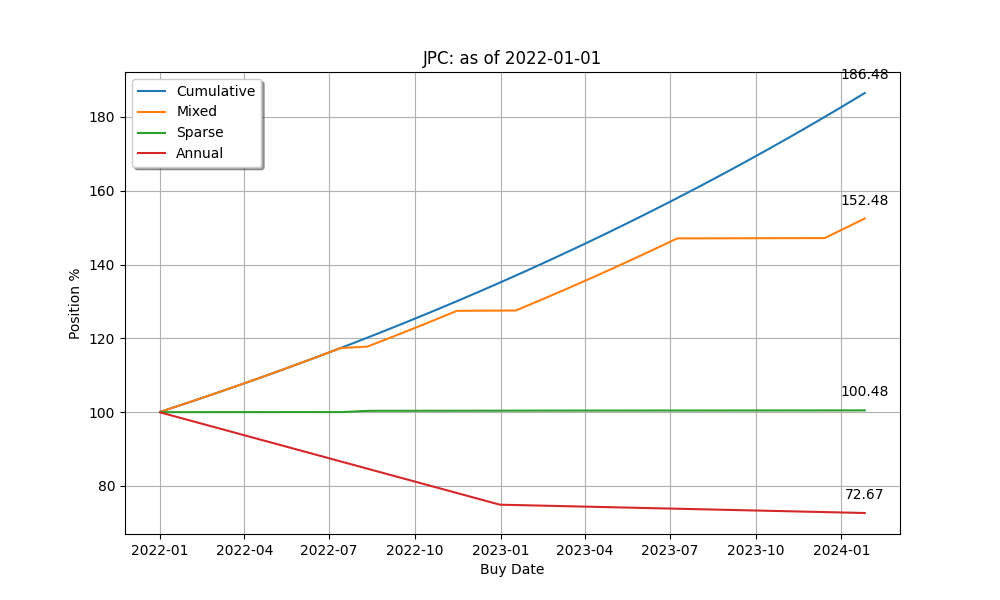 JPC: as of 2022-01-01
Cumulative
Mixed
Sparse
Annual
186.48
152.48
100.48
72.67
Position %
180
160
140
120
100
80
2022-01 2022-04 2022-07 2022-10 2023-01 2023-04 2023-07 2023-10 2024-01
Buy Date